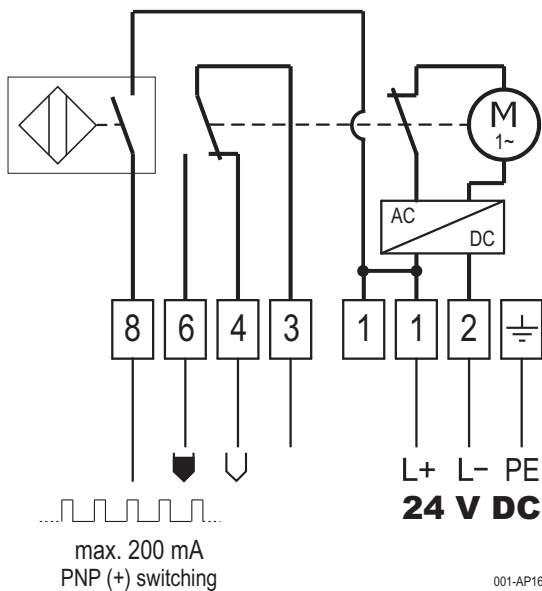 M
1~
AC
DC
8 6 4 3 1 1 2
L+ L− PE
24 V DC
max. 200 mA
PNP (+) switching
001-AP16